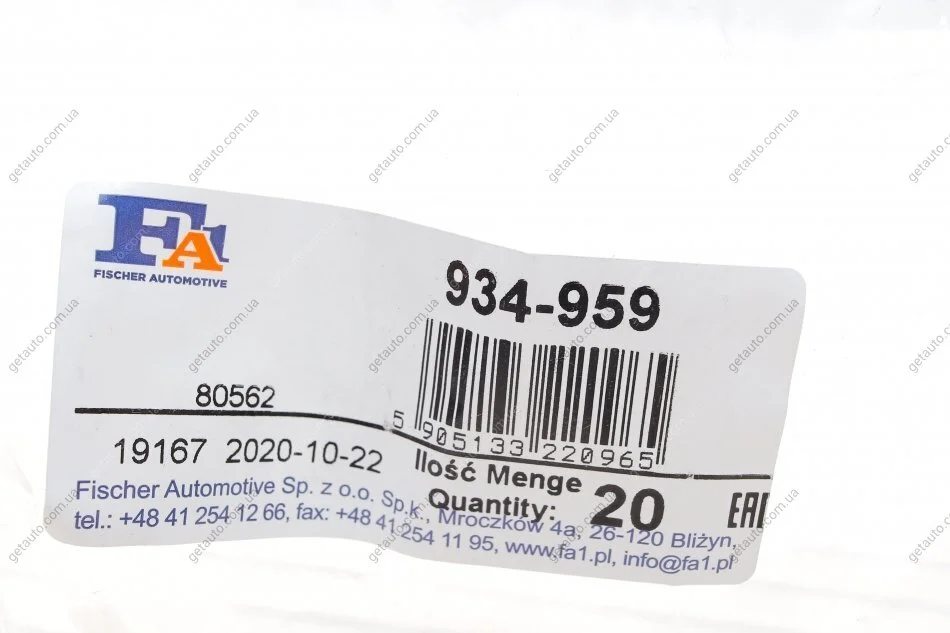 FA1
FISCHER AUTOMOTIVE
934-959
5 905133 220965
80562
19167 2020-10-22
Ilość Menge
Quantity: 20
EAC
Fischer Automotive Sp. z o.o. Sp.k., Mroczków 4a, 26-120 Bliżyn,
tel.: +48 41 254 12 66, fax: +48 41 254 11 95, www.fa1.pl, info@fa1.pl
getauto.com.ua